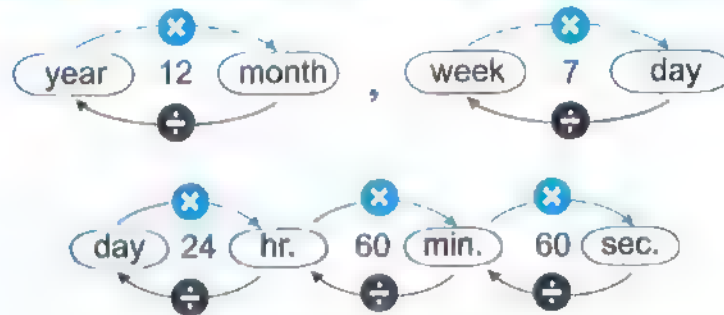 ×   ×
year 12 month , week 7 day
÷   ÷
×   ×   ×
day 24 hr. 60 min. 60 sec.
÷   ÷   ÷